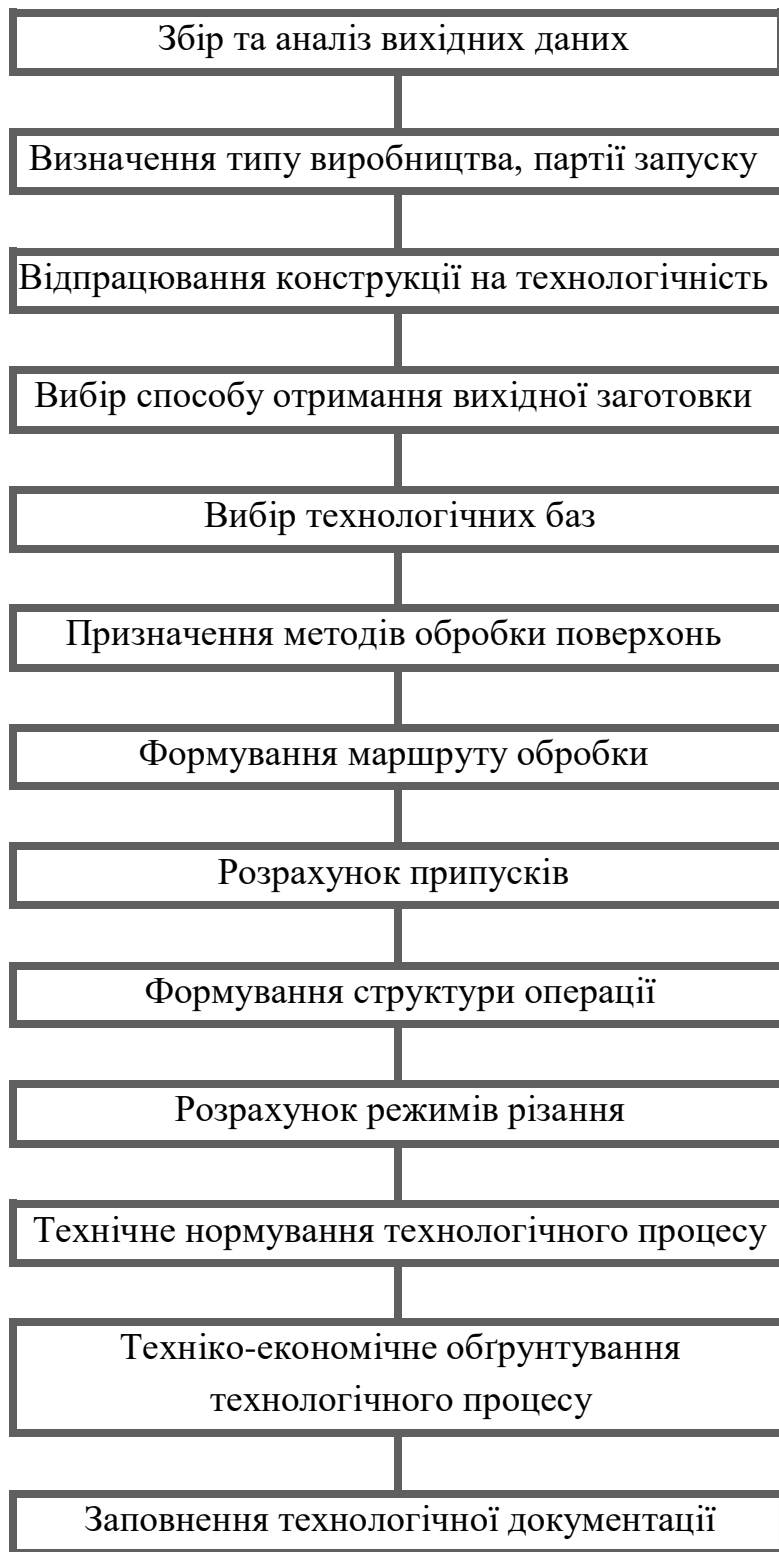 Збір та аналіз вихідних даних
Визначення типу виробництва, партії запуску
Відпрацювання конструкції на технологічність
Вибір способу отримання вихідної заготовки
Вибір технологічних баз
Призначення методів обробки поверхонь
Формування маршруту обробки
Розрахунок припусків
Формування структури операції
Розрахунок режимів різання
Технічне нормування технологічного процесу
Техніко-економічне обґрунтування
технологічного процесу
Заповнення технологічної документації